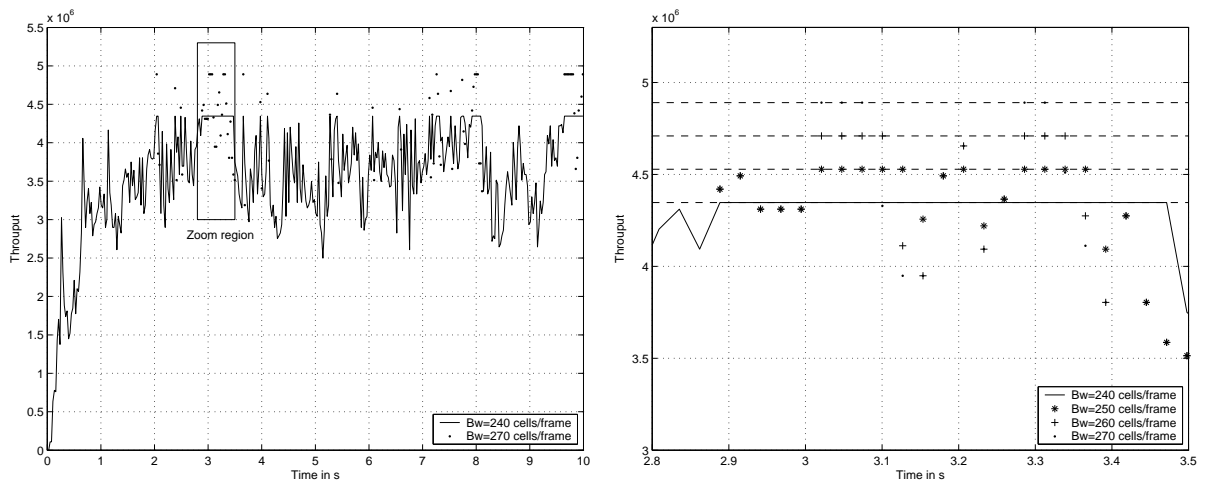 x 10⁶
5.5
5
4.5
4
3.5
3
2.5
2
1.5
1
0.5
0
Throuput
Zoom region
Bw=240 cells/frame
Bw=270 cells/frame
0 1 2 3 4 5 6 7 8 9 10
Time in s
x 10⁶
5
4.5
4
3.5
3
Throuput
Bw=240 cells/frame
Bw=250 cells/frame
Bw=260 cells/frame
Bw=270 cells/frame
2.8 2.9 3 3.1 3.2 3.3 3.4 3.5
Time in s